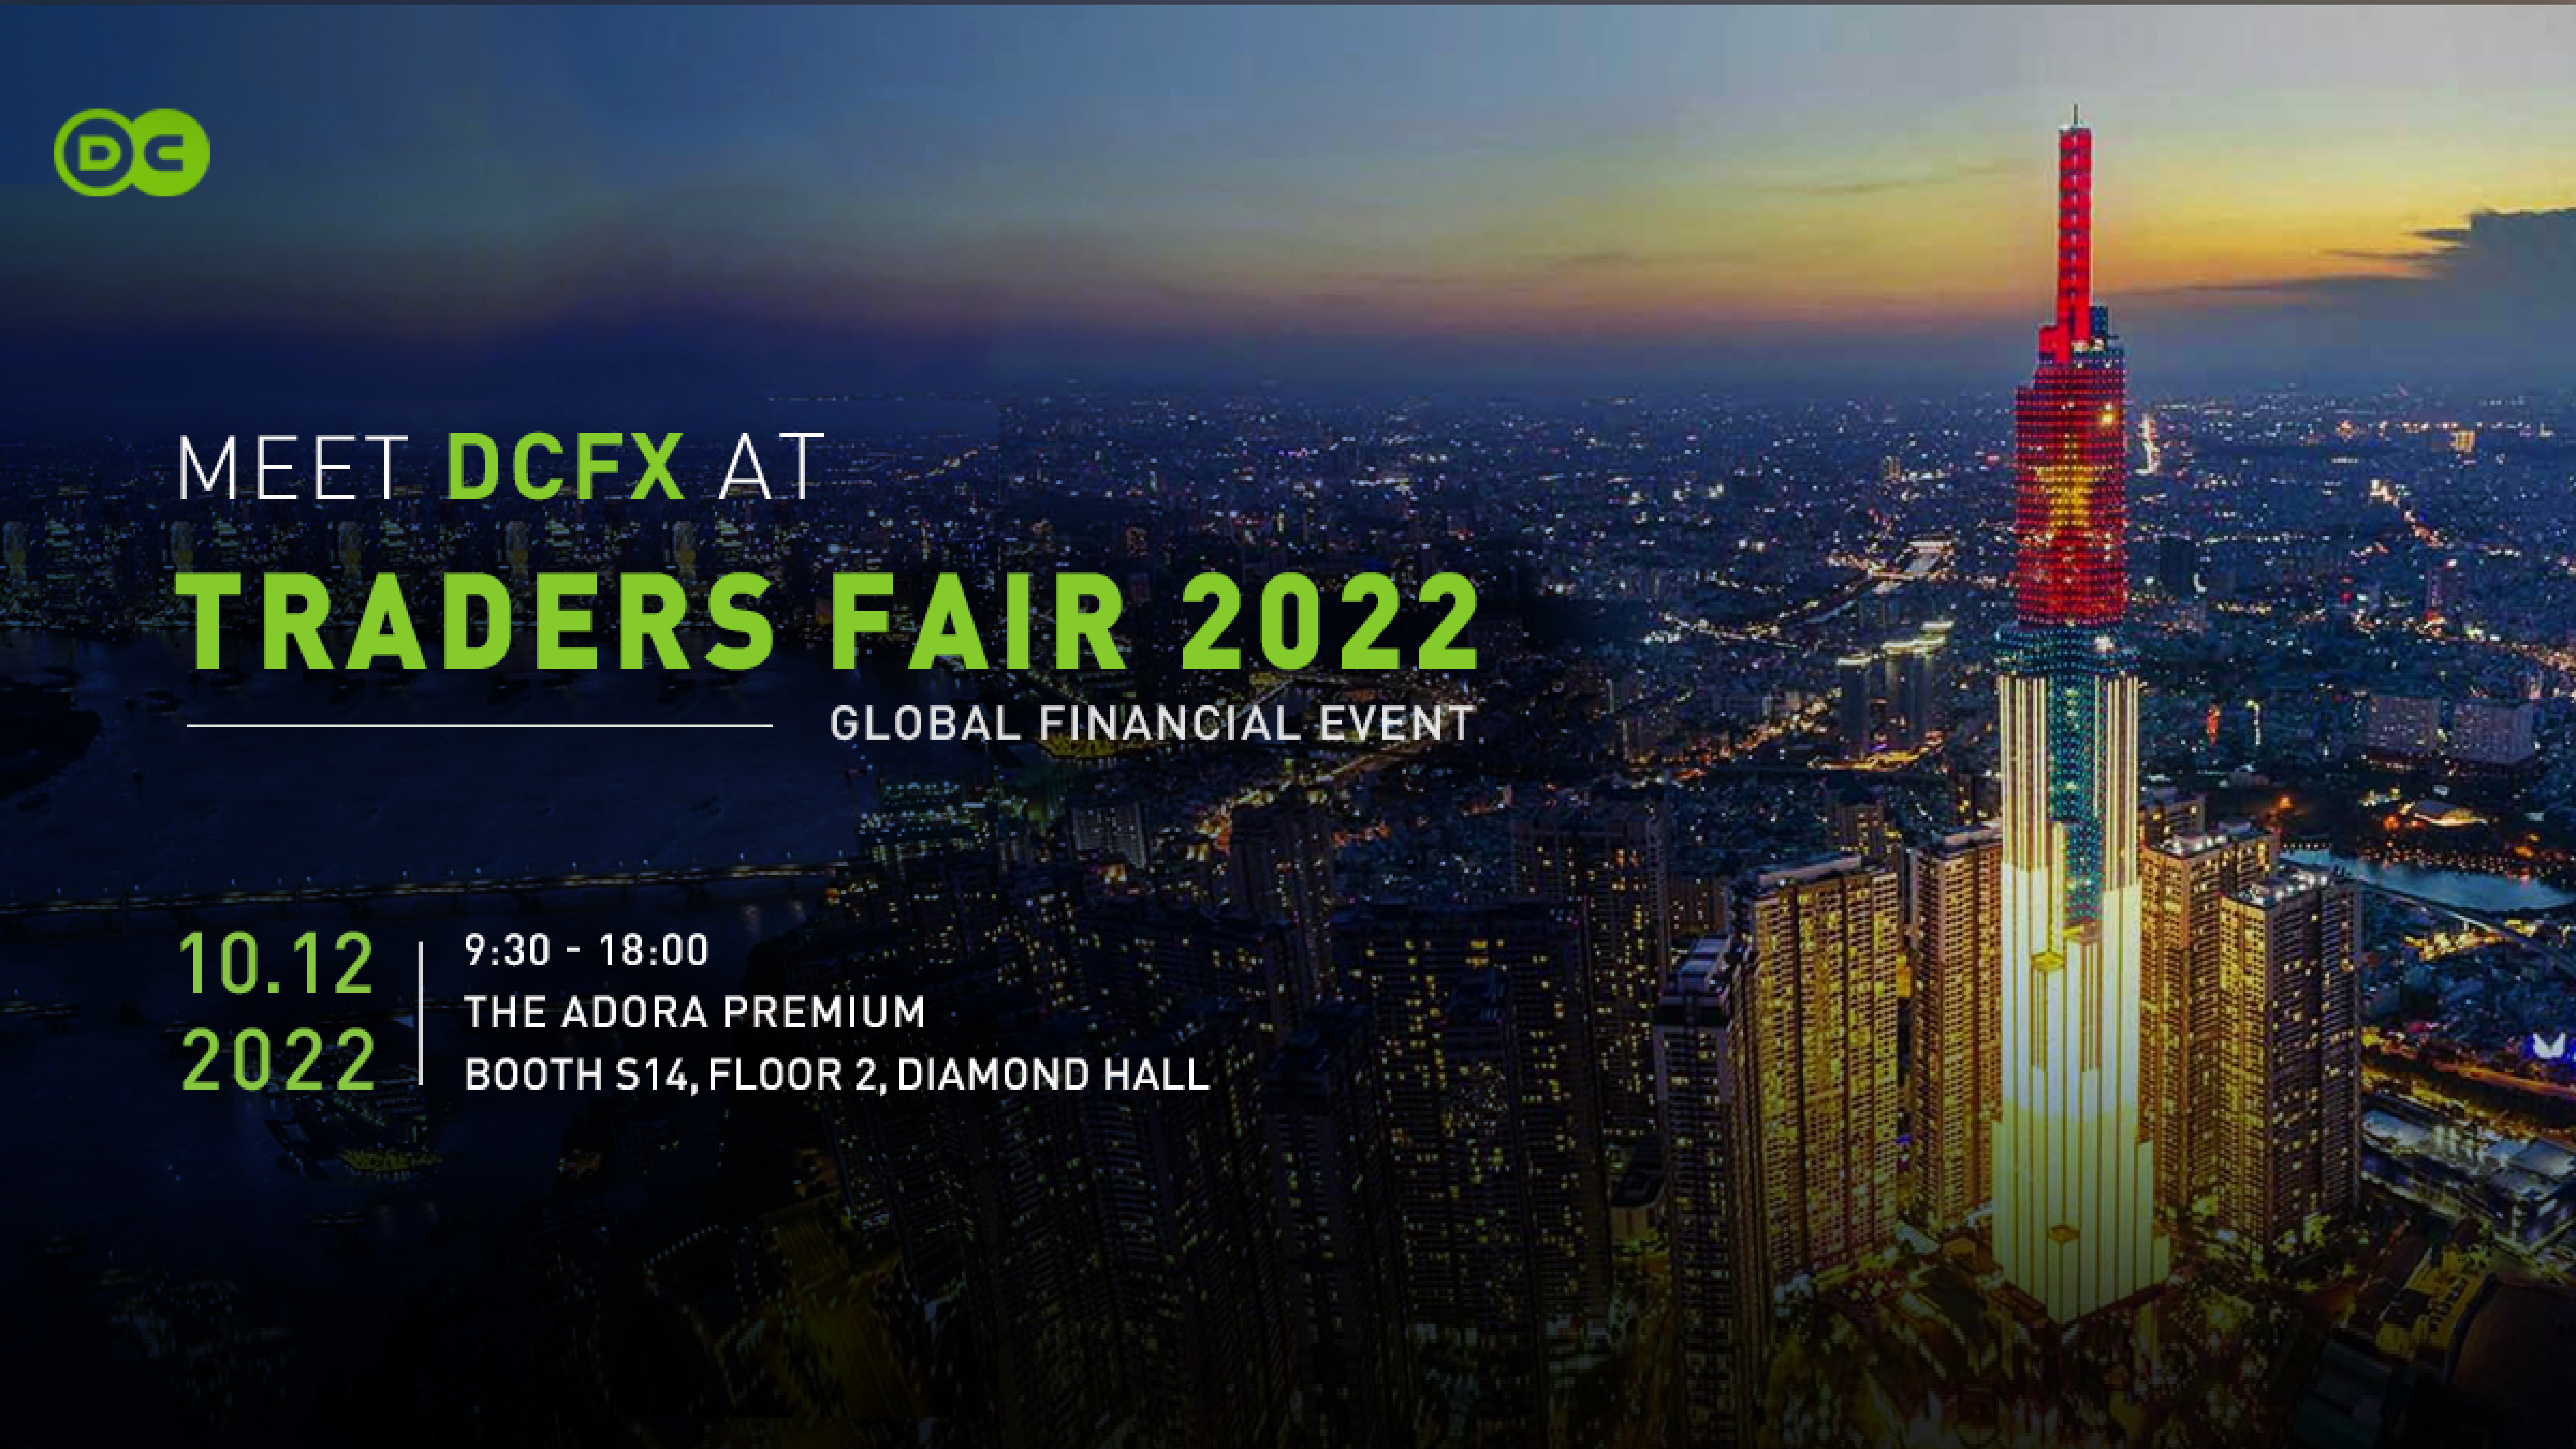 DC
MEET DCFX AT
TRADERS FAIR 2022
GLOBAL FINANCIAL EVENT
10.12
2022
9:30 - 18:00
THE ADORA PREMIUM
BOOTH S14, FLOOR 2, DIAMOND HALL